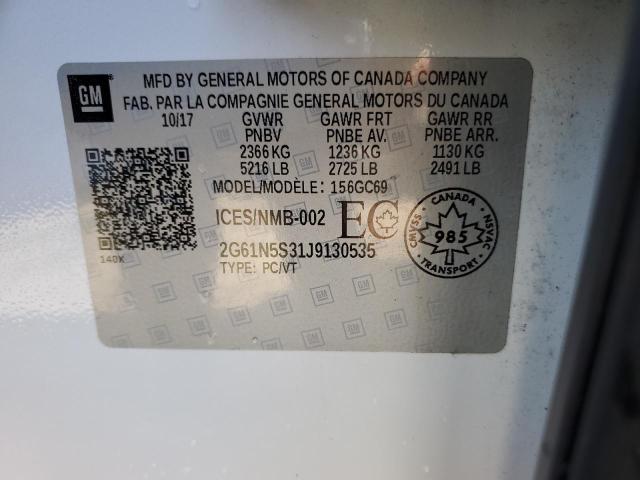 GM
MFD BY GENERAL MOTORS OF CANADA COMPANY
FAB. PAR LA COMPAGNIE GENERAL MOTORS DU CANADA
10/17 GVWR GAWR FRT GAWR RR
PNBV PNBE AV. PNBE ARR.
2366 KG 1236 KG 1130 KG
5216 LB 2725 LB 2491 LB
MODEL/MODÈLE: 156GC69
ICES/NMB-002 EC
2G61N5S31J9130535
TYPE: PC/VT
140X
CANADA
CMVSS NSVAC
985
TRANSPORT